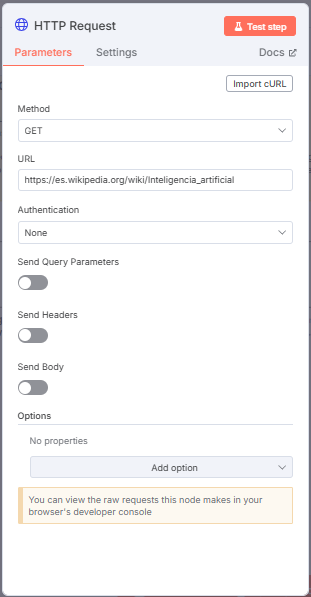 HTTP Request
Test step
Parameters
Settings
Docs
Import cURL
Method
GET
URL
https://es.wikipedia.org/wiki/Inteligencia_artificial
Authentication
None
Send Query Parameters
Send Headers
Send Body
Options
No properties
Add option
You can view the raw requests this node makes in your
browser's developer console